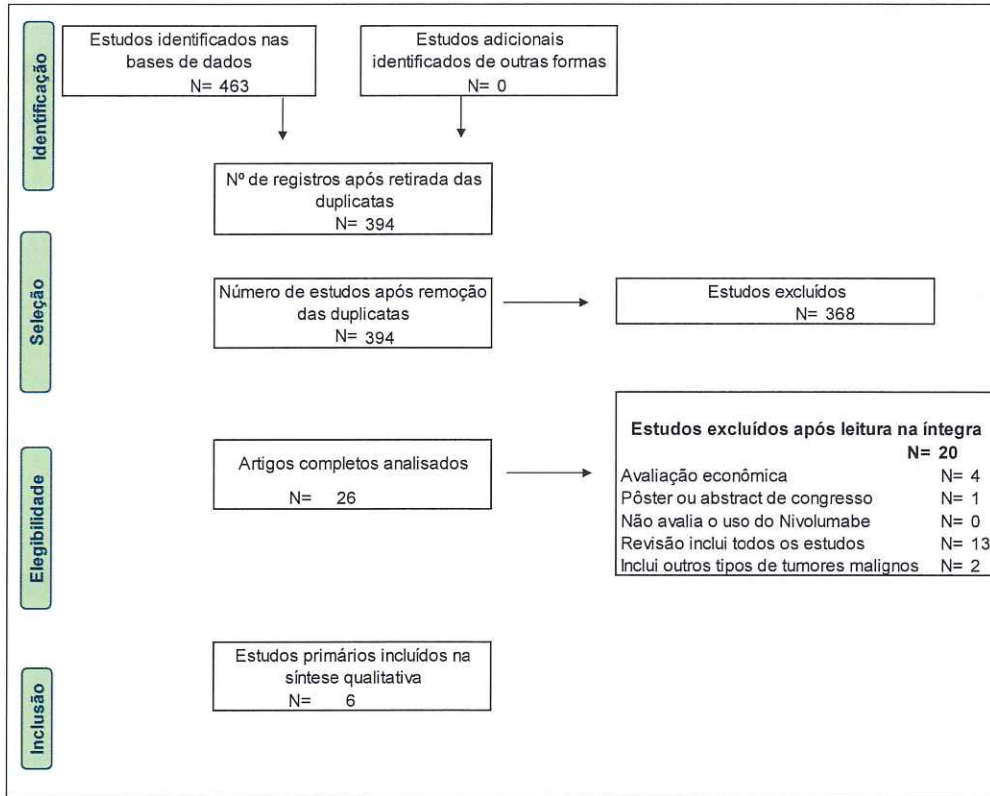 Identificação
Estudos identificados nas
bases de dados
N= 463
Estudos adicionais
identificados de outras formas
N= 0
Nº de registros após retirada das
duplicatas
N= 394
Seleção
Número de estudos após remoção
das duplicatas
N= 394
Estudos excluídos
N= 368
Elegibilidade
Artigos completos analisados
N= 26
Estudos excluídos após leitura na íntegra
N= 20
Avaliação econômica N= 4
Pôster ou abstract de congresso N= 1
Não avalia o uso do Nivolumabe N= 0
Revisão inclui todos os estudos N= 13
Inclui outros tipos de tumores malignos N= 2
Inclusão
Estudos primários incluídos na
síntese qualitativa
N= 6